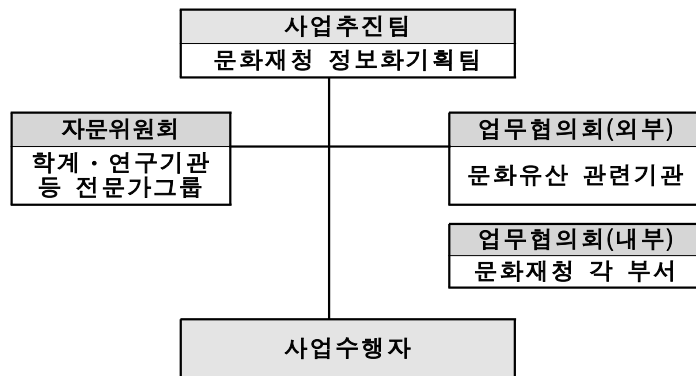 사업추진팀
문화재청 정보화기획팀
자문위원회
학계 · 연구기관
등 전문가그룹
업무협의회(외부)
문화유산 관련기관
업무협의회(내부)
문화재청 각 부서
사업수행자